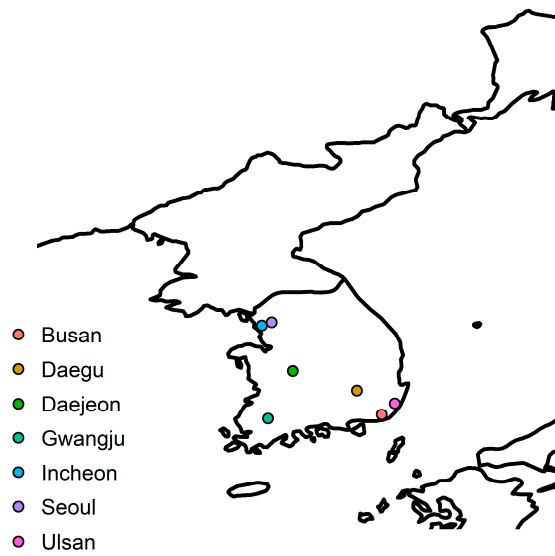 Busan
Daegu
Daejeon
Gwangju
Incheon
Seoul
Ulsan